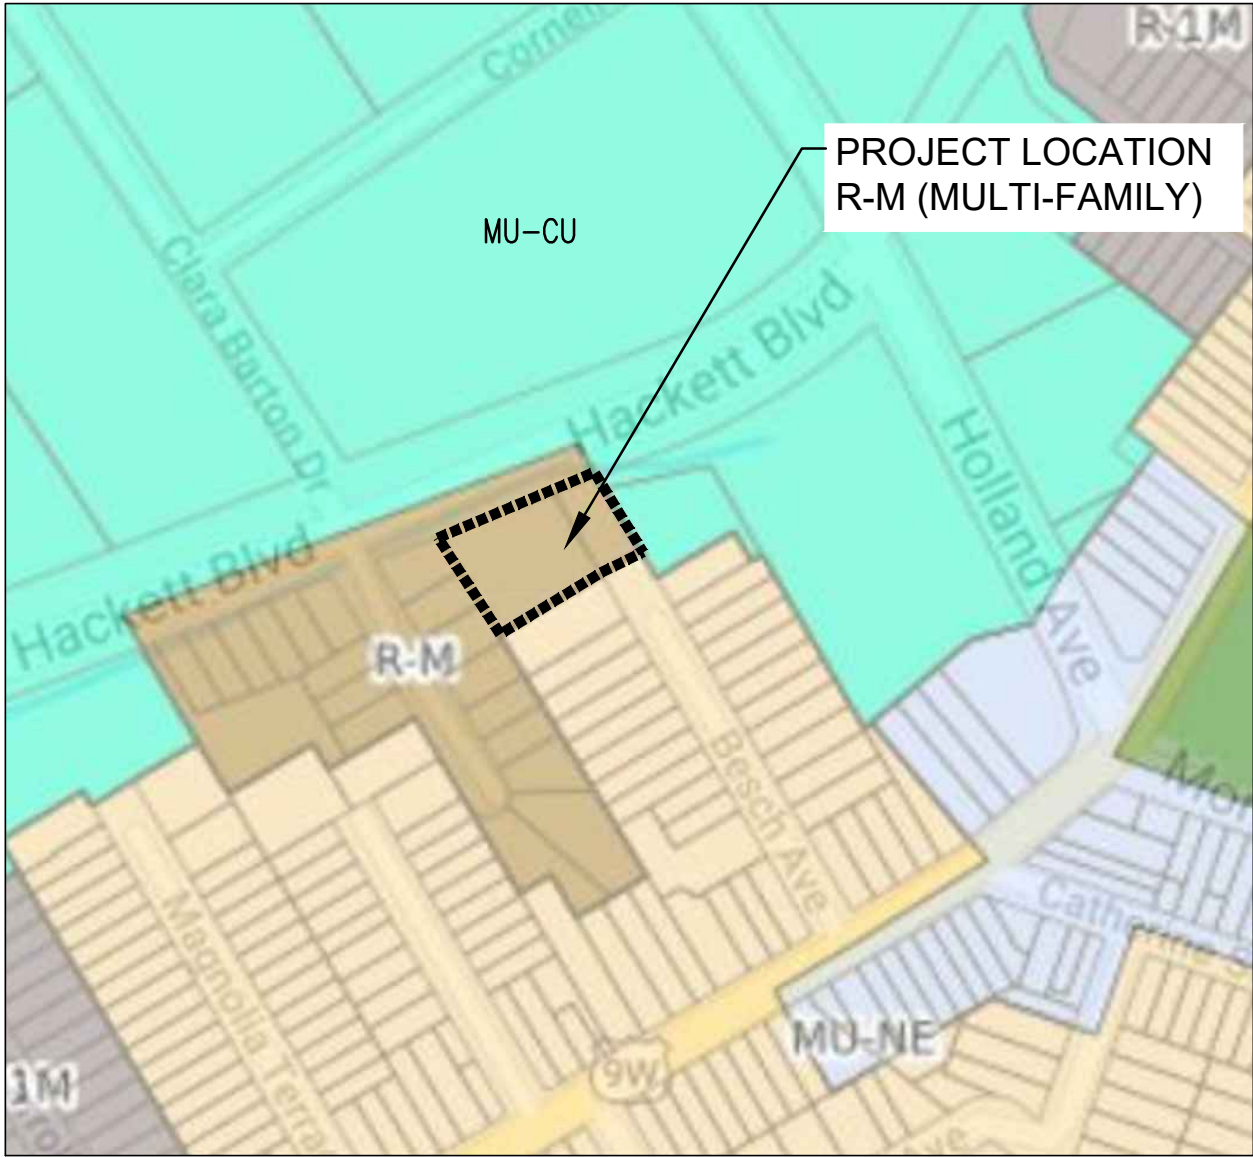 R-1M
PROJECT LOCATION
R-M (MULTI-FAMILY)
MU-CU
Clara Barton Dr
Hackett Blvd
Holland Ave
Hackett Blvd
R-M
Besch Ave
Magnolia Terra
MU-NE
9W
1M
Ave